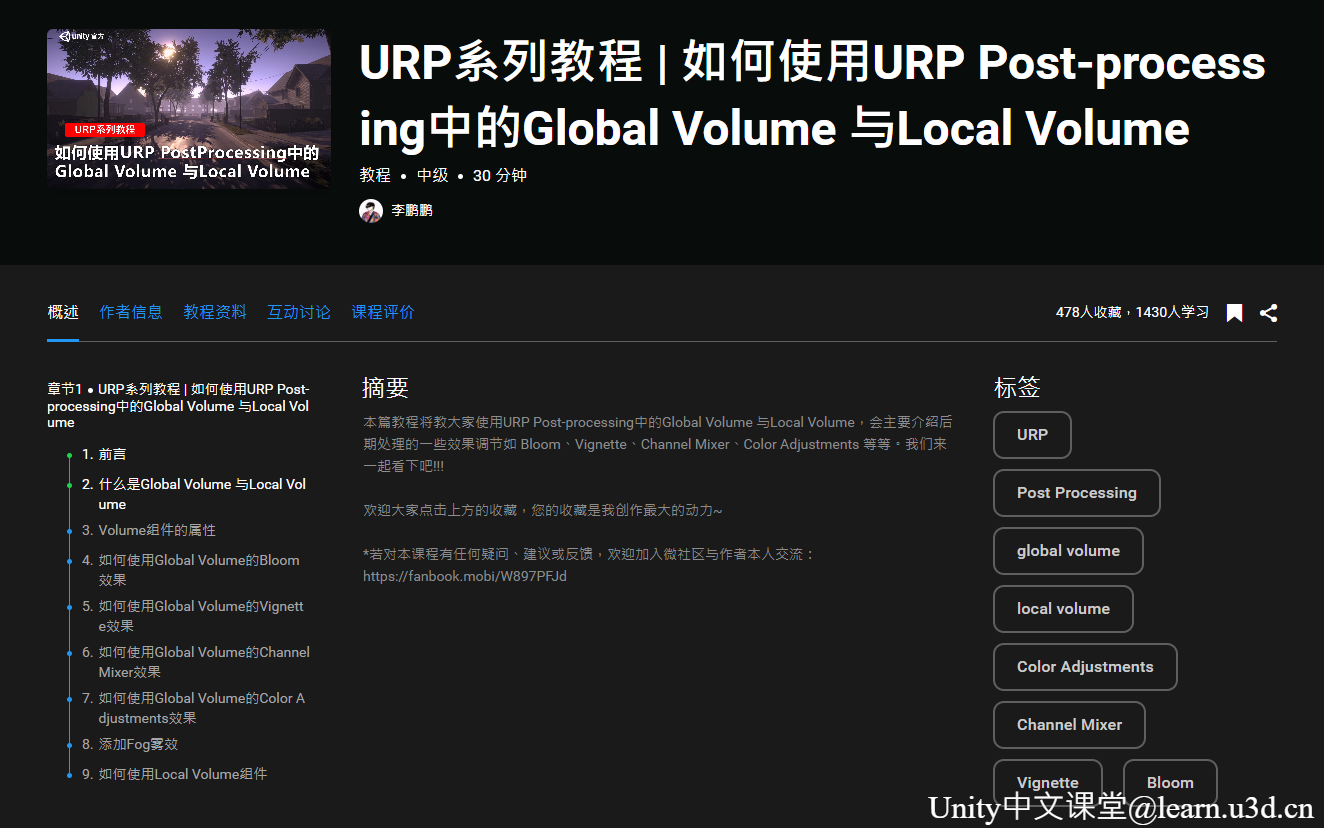 unity 官方
URP系列教程
如何使用URP PostProcessing中的
Global Volume 与Local Volume
URP系列教程 | 如何使用URP Post-process
ing中的Global Volume 与Local Volume
教程 • 中级 • 30 分钟
李鹏鹏
概述 作者信息 教程资料 互动讨论 课程评价
478人收藏，1430人学习
章节1 • URP系列教程 | 如何使用URP Post-
processing中的Global Volume 与Local Vol
ume
1. 前言
2. 什么是Global Volume 与Local Vol
ume
3. Volume组件的属性
4. 如何使用Global Volume的Bloom
效果
5. 如何使用Global Volume的Vignett
e效果
6. 如何使用Global Volume的Channel
Mixer效果
7. 如何使用Global Volume的Color A
djustments效果
8. 添加Fog雾效
9. 如何使用Local Volume组件
摘要
本篇教程将教大家使用URP Post-processing中的Global Volume 与Local Volume，会主要介紹后
期处理的一些效果调节如 Bloom、Vignette、Channel Mixer、Color Adjustments 等等。我们来
一起看下吧!!!
欢迎大家点击上方的收藏，您的收藏是我创作最大的动力~
*若对本课程有任何疑问、建议或反馈，欢迎加入微社区与作者本人交流：
https://fanbook.mobi/W897PFJd
标签
URP
Post Processing
global volume
local volume
Color Adjustments
Channel Mixer
Vignette Bloom
Unity中文课堂@learn.u3d.cn